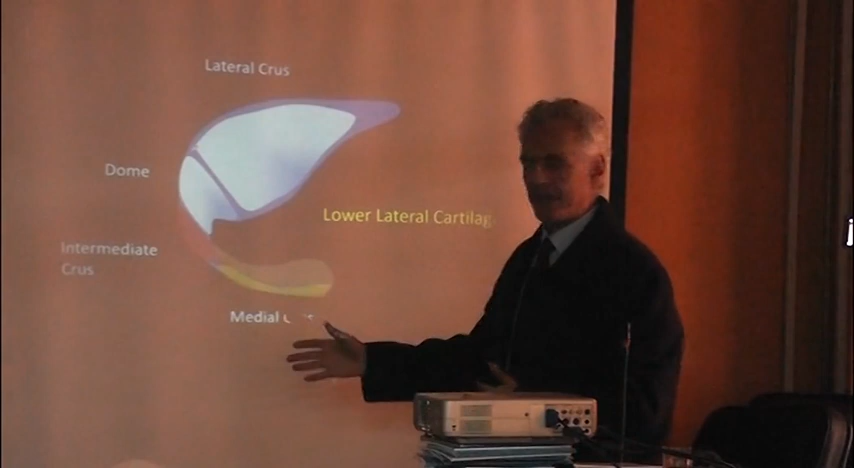 Lateral Crus
Dome
Lower Lateral Cartilag
Intermediate
Crus
Medial